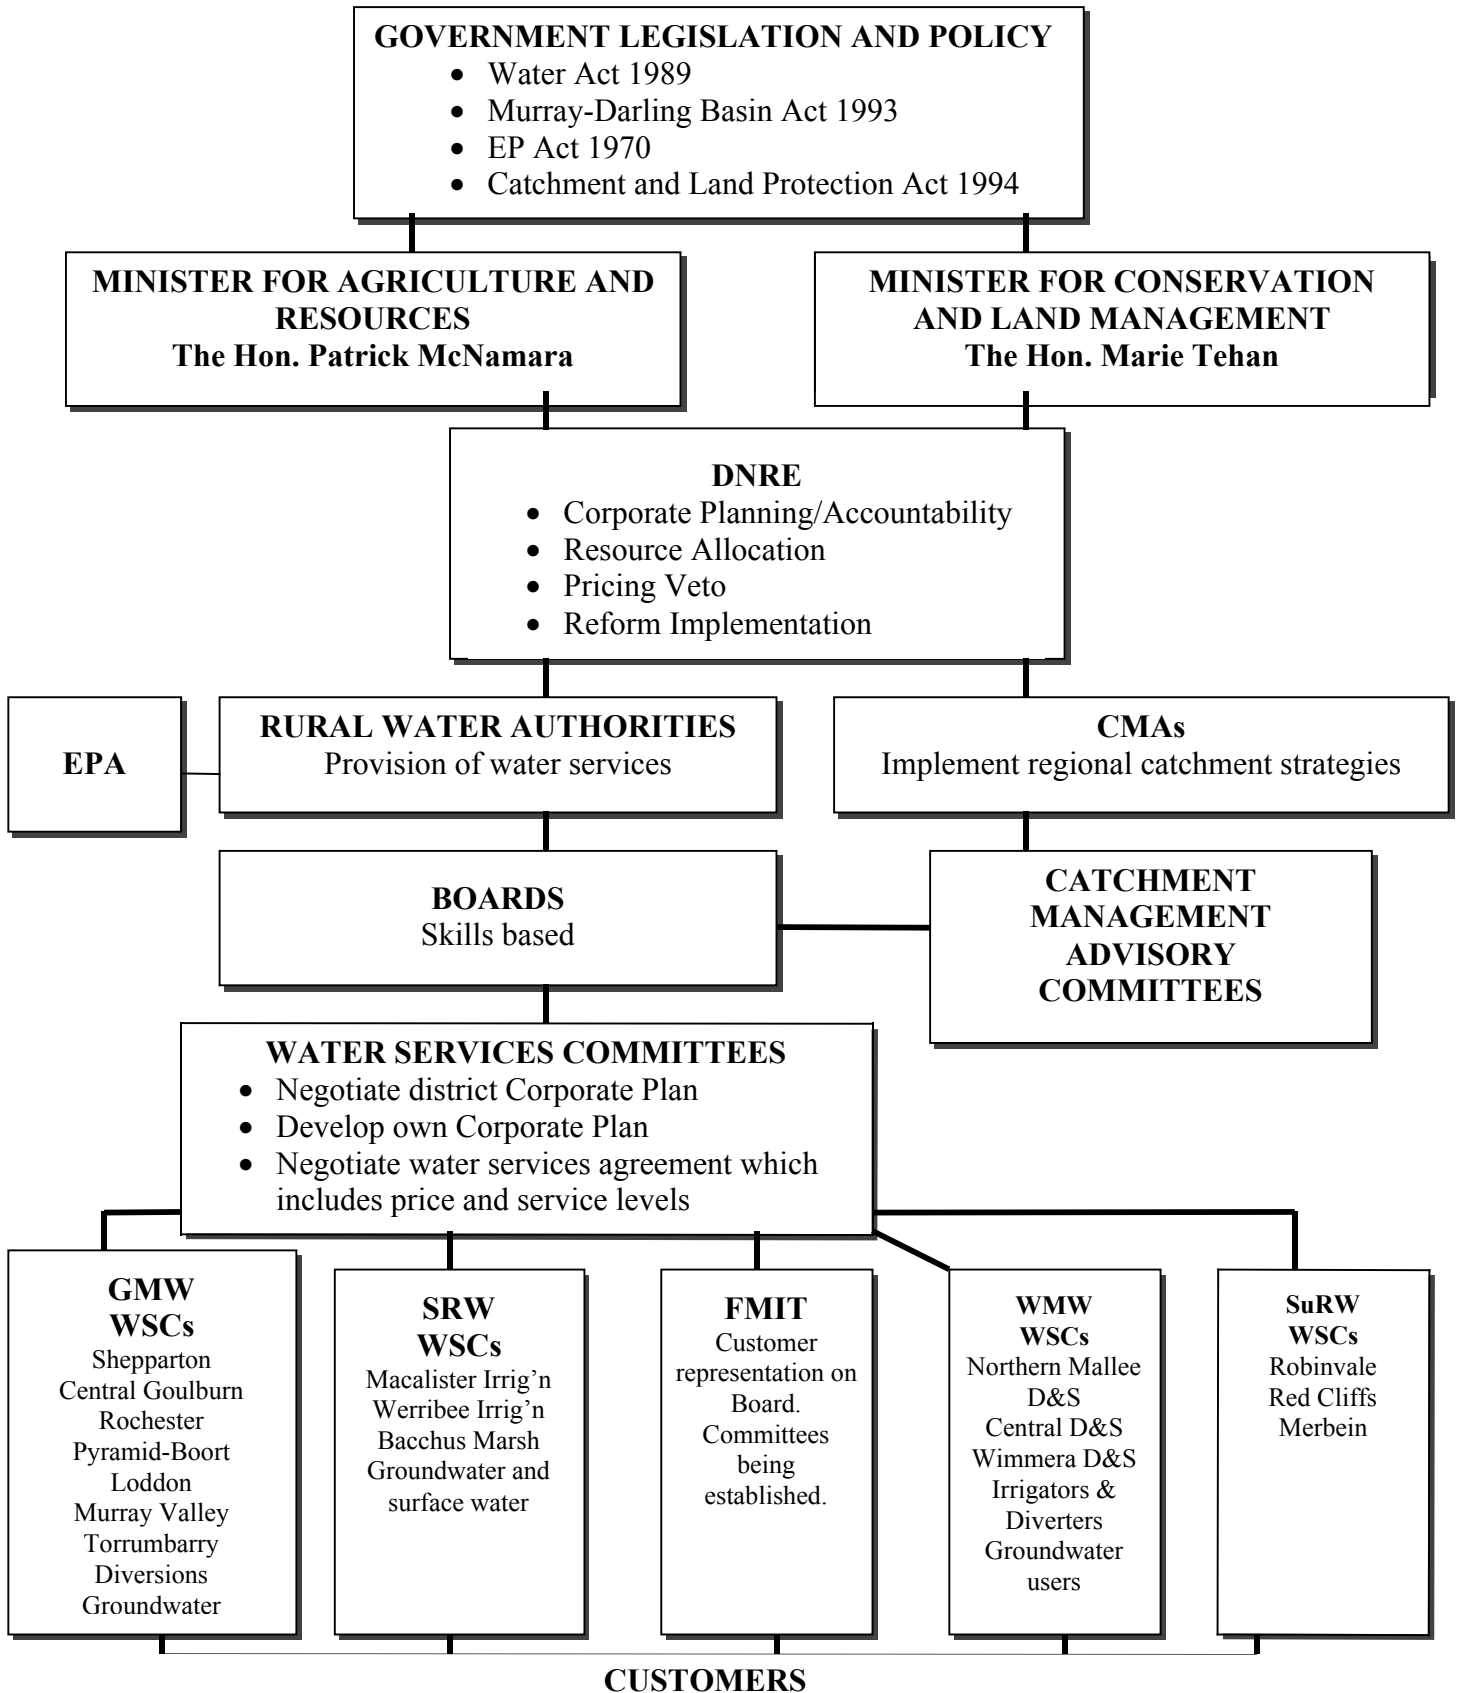 GOVERNMENT LEGISLATION AND POLICY
• Water Act 1989
• Murray-Darling Basin Act 1993
• EP Act 1970
• Catchment and Land Protection Act 1994
MINISTER FOR AGRICULTURE AND
RESOURCES
The Hon. Patrick McNamara
MINISTER FOR CONSERVATION
AND LAND MANAGEMENT
The Hon. Marie Tehan
DNRE
• Corporate Planning/Accountability
• Resource Allocation
• Pricing Veto
• Reform Implementation
EPA
RURAL WATER AUTHORITIES
Provision of water services
CMAs
Implement regional catchment strategies
BOARDS
Skills based
CATCHMENT
MANAGEMENT
ADVISORY
COMMITTEES
WATER SERVICES COMMITTEES
• Negotiate district Corporate Plan
• Develop own Corporate Plan
• Negotiate water services agreement which
includes price and service levels
GMW
WSCs
Shepparton
Central Goulburn
Rochester
Pyramid-Boort
Loddon
Murray Valley
Torrumbarry
Diversions
Groundwater
SRW
WSCs
Macalister Irrig’n
Werribee Irrig’n
Bacchus Marsh
Groundwater and
surface water
FMIT
Customer
representation on
Board.
Committees
being
established.
WMW
WSCs
Northern Mallee
D&S
Central D&S
Wimmera D&S
Irrigators &
Diverters
Groundwater
users
SuRW
WSCs
Robinvale
Red Cliffs
Merbein
CUSTOMERS